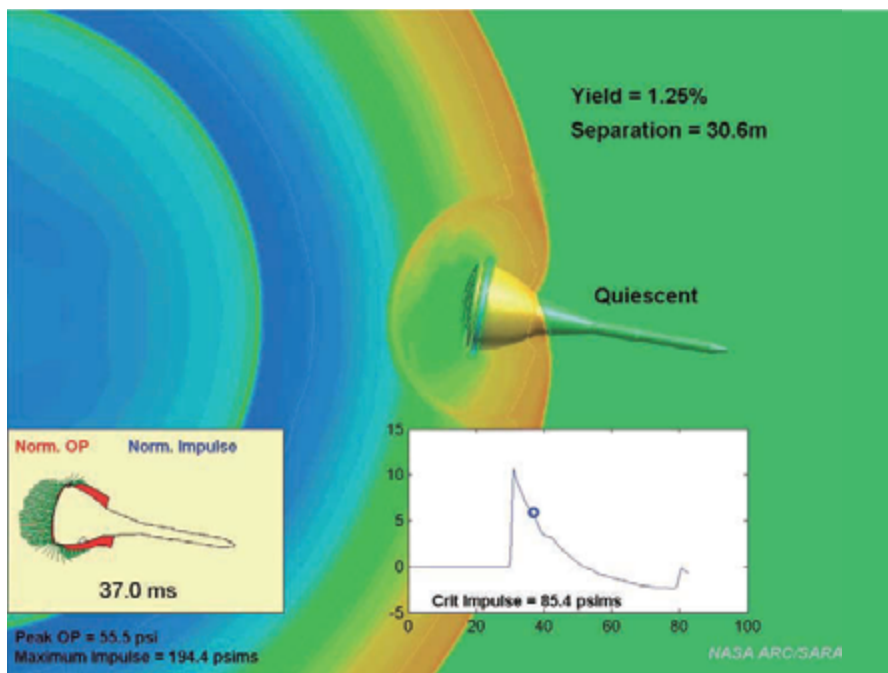 Yield = 1.25%
Separation = 30.6m
Quiescent
Norm. OP Norm. Impulse
37.0 ms
Peak OP = 55.5 psi
Maximum Impulse = 194.4 psims
15
10
5
0
-5
Crit Impulse = 85.4 psims
0 20 40 60 80 100
NASA ARC/SARA